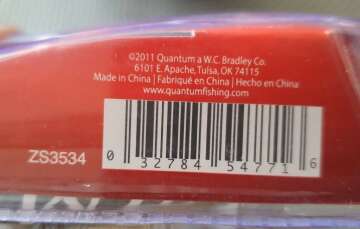 ©2011 Quantum a W.C. Bradley Co.
6101 E. Apache, Tulsa, OK 74115
Made in China | Fabriqué en China | Hecho en China
www.quantumfishing.com
ZS3534
0 32784 54771 6